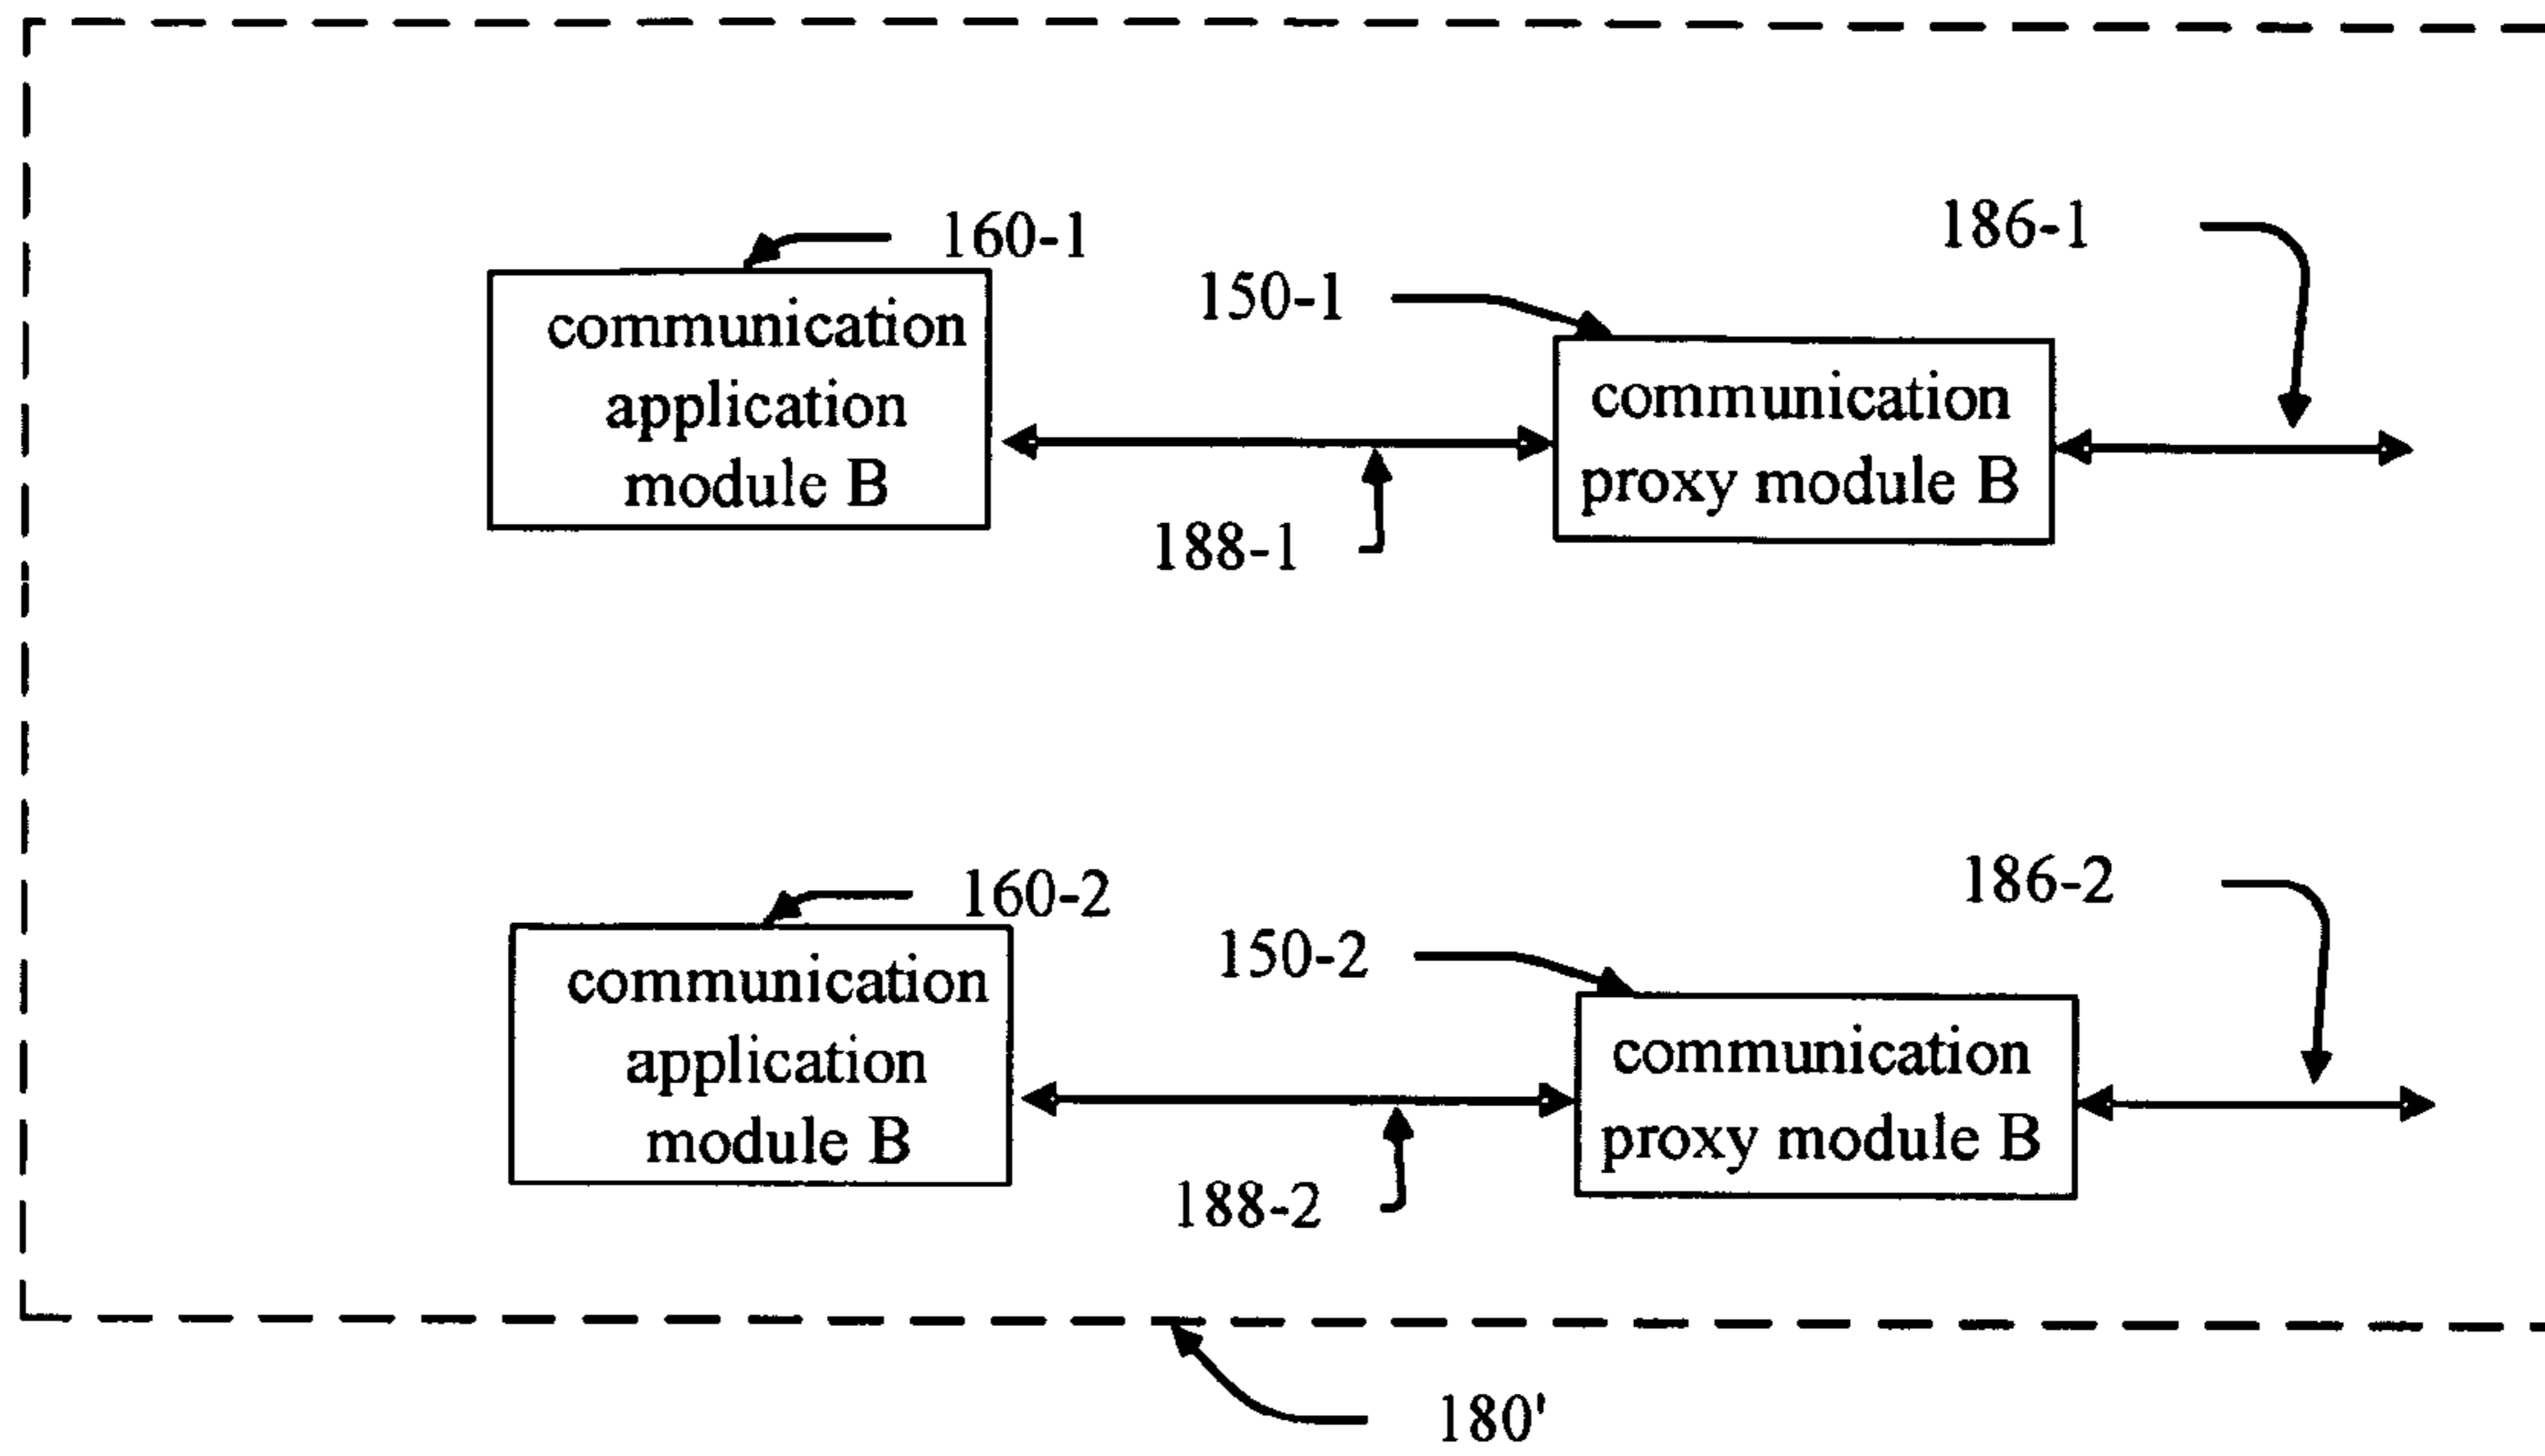 160-1
186-1
150-1
communication
application
module B
communication
proxy module B
188-1
160-2
186-2
150-2
communication
application
module B
communication
proxy module B
188-2
180'